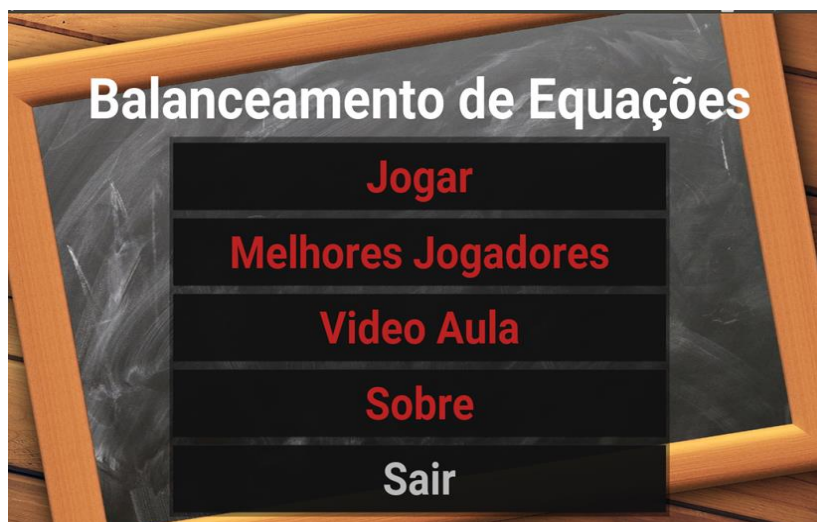 Balanceamento de Equações
Jogar
Melhores Jogadores
Video Aula
Sobre
Sair